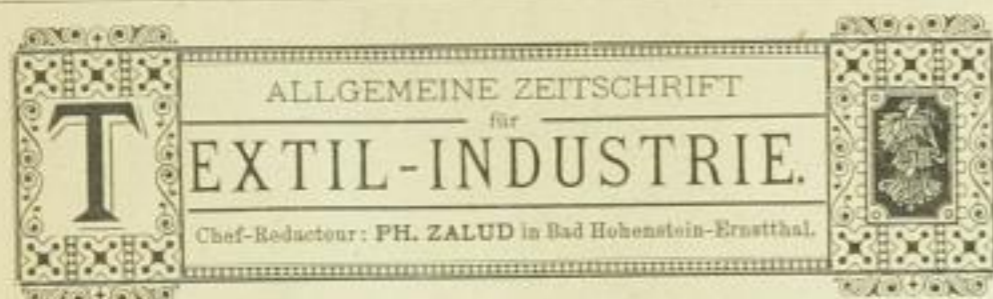 ALLGEMEINE ZEITSCHRIFT
für
TEXTIL-INDUSTRIE.
Chef-Redacteur: PH. ZALUD in Bad Hohenstein-Ernstthal.